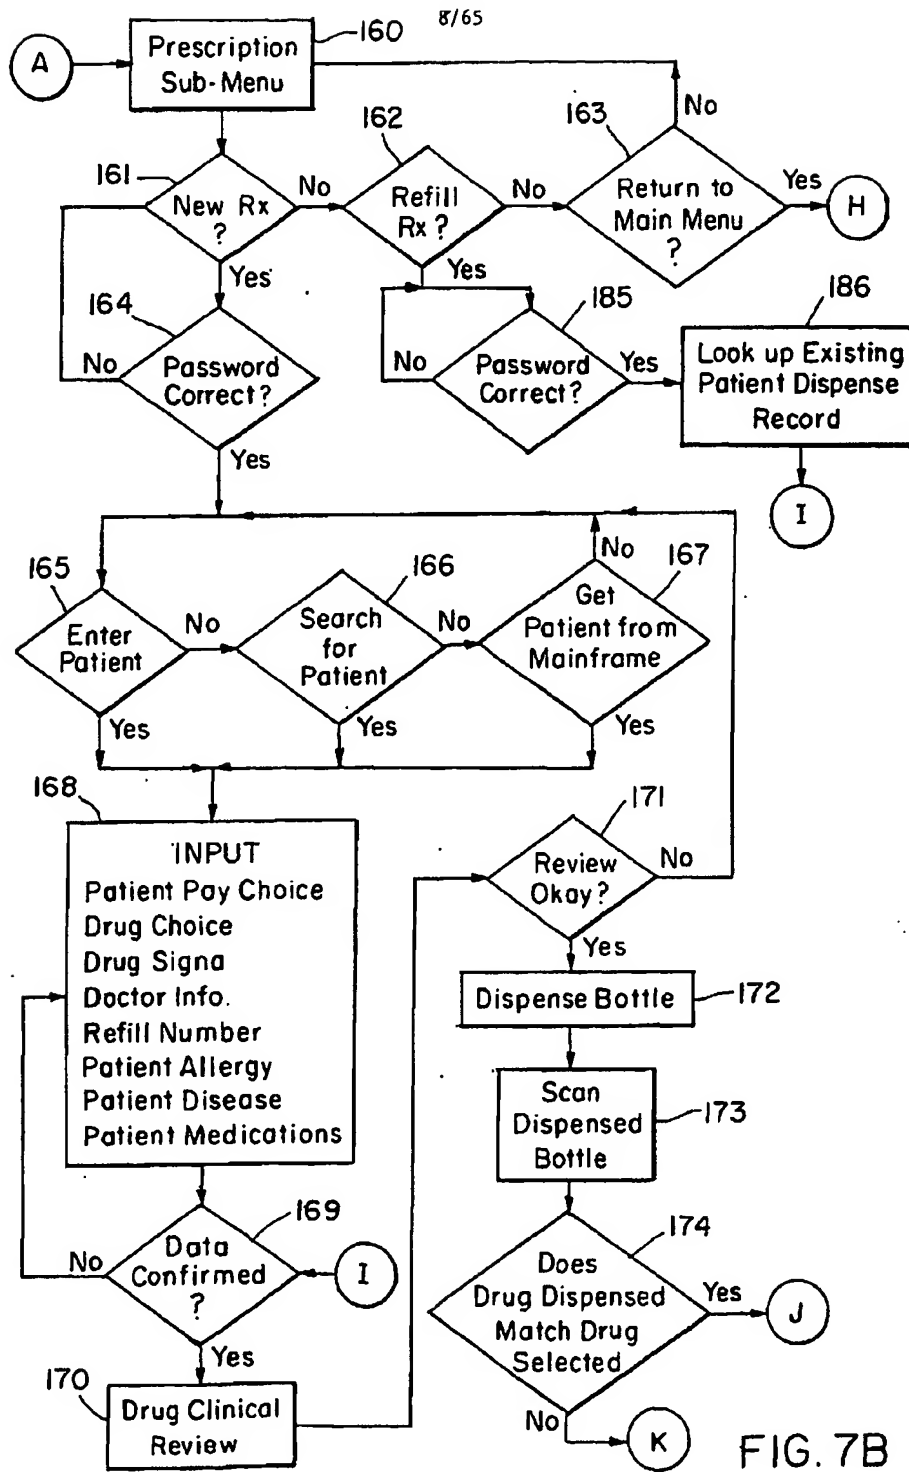 8/65
A
Prescription
Sub-Menu
160
No
161
New Rx
?
No
162
Refill
Rx?
No
163
Return to
Main Menu
?
Yes
H
Yes
Yes
164
No
Password
Correct?
Yes
185
No
Password
Correct?
Yes
186
Look up Existing
Patient Dispense
Record
I
165
Enter
Patient
No
Yes
166
Search
for
Patient
No
Yes
167
No
Get
Patient from
Mainframe
Yes
168
INPUT
Patient Pay Choice
Drug Choice
Drug Signa
Doctor Info.
Refill Number
Patient Allergy
Patient Disease
Patient Medications
169
No
Data
Confirmed
?
I
Yes
170
Drug Clinical
Review
171
Review
Okay?
No
Yes
Dispense Bottle
172
Scan
Dispensed
Bottle
173
174
Does
Drug Dispensed
Match Drug
Selected
Yes
J
No
K
FIG. 7B